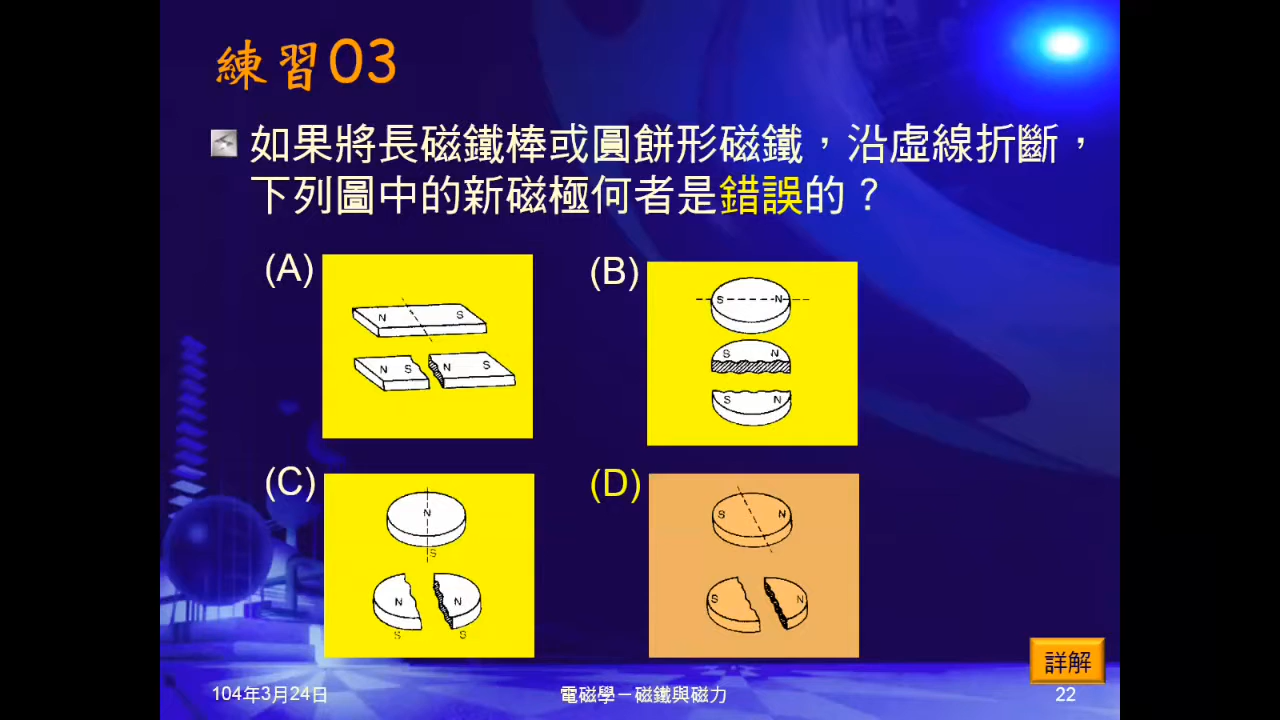 練習03
如果將長磁鐵棒或圓餅形磁鐵，沿虛線折斷，
下列圖中的新磁極何者是錯誤的？
(A)
N S
N S N S
(B)
S N
S N
S N
(C)
N
S
N N
S S
(D)
S N
S N
詳解
104年3月24日
電磁學－磁鐵與磁力
22